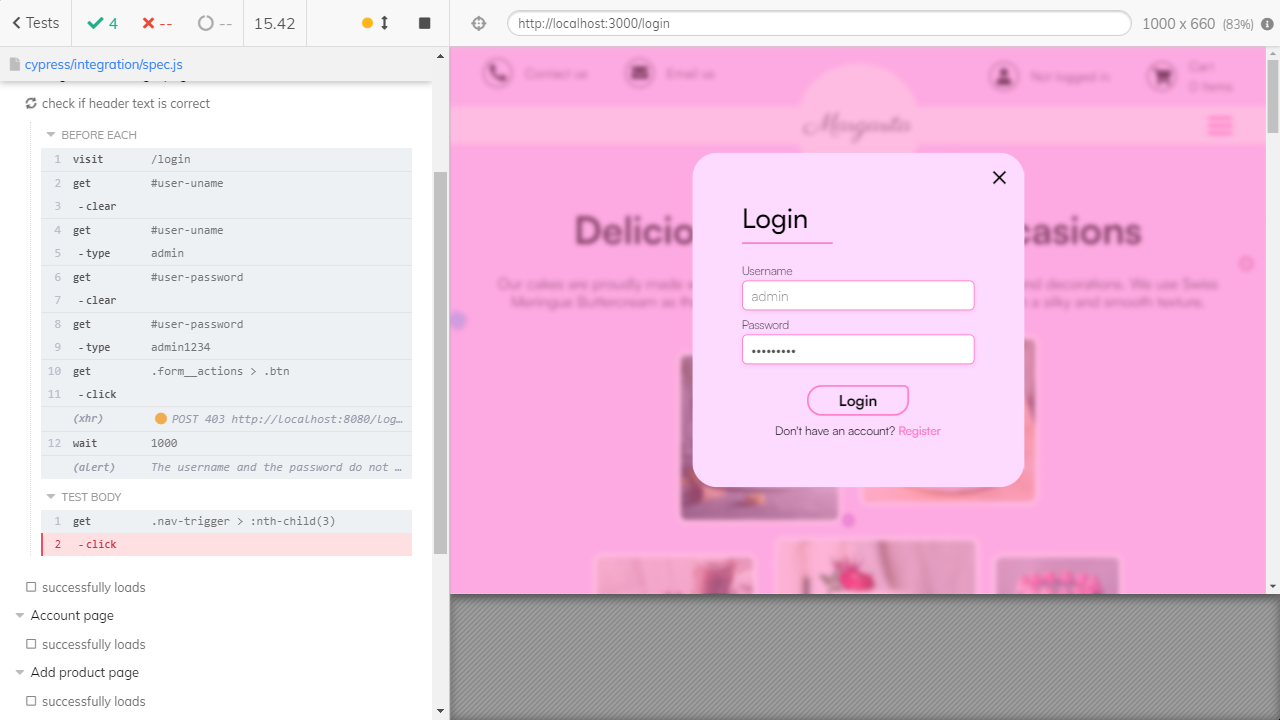 Tests
4
--
--
15.42
http://localhost:3000/login
1000 x 660 (83%)
cypress/integration/spec.js
check if header text is correct
BEFORE EACH
1 visit /login
2 get #user-uname
3 -clear
4 get #user-uname
5 -type admin
6 get #user-password
7 -clear
8 get #user-password
9 -type admin1234
10 get .form__actions > .btn
11 -click
(xhr) POST 403 http://localhost:8080/log…
12 wait 1000
(alert) The username and the password do not …
TEST BODY
1 get .nav-trigger > :nth-child(3)
2 -click
successfully loads
Account page
successfully loads
Add product page
successfully loads
Contact us
Email us
Not logged in
Cart
0 items
Margarita
Login
Username
admin
Password
Login
Don't have an account? Register
Our cakes are proudly made
and decorations. We use Swiss
Meringue Buttercream as the
a silky and smooth texture.